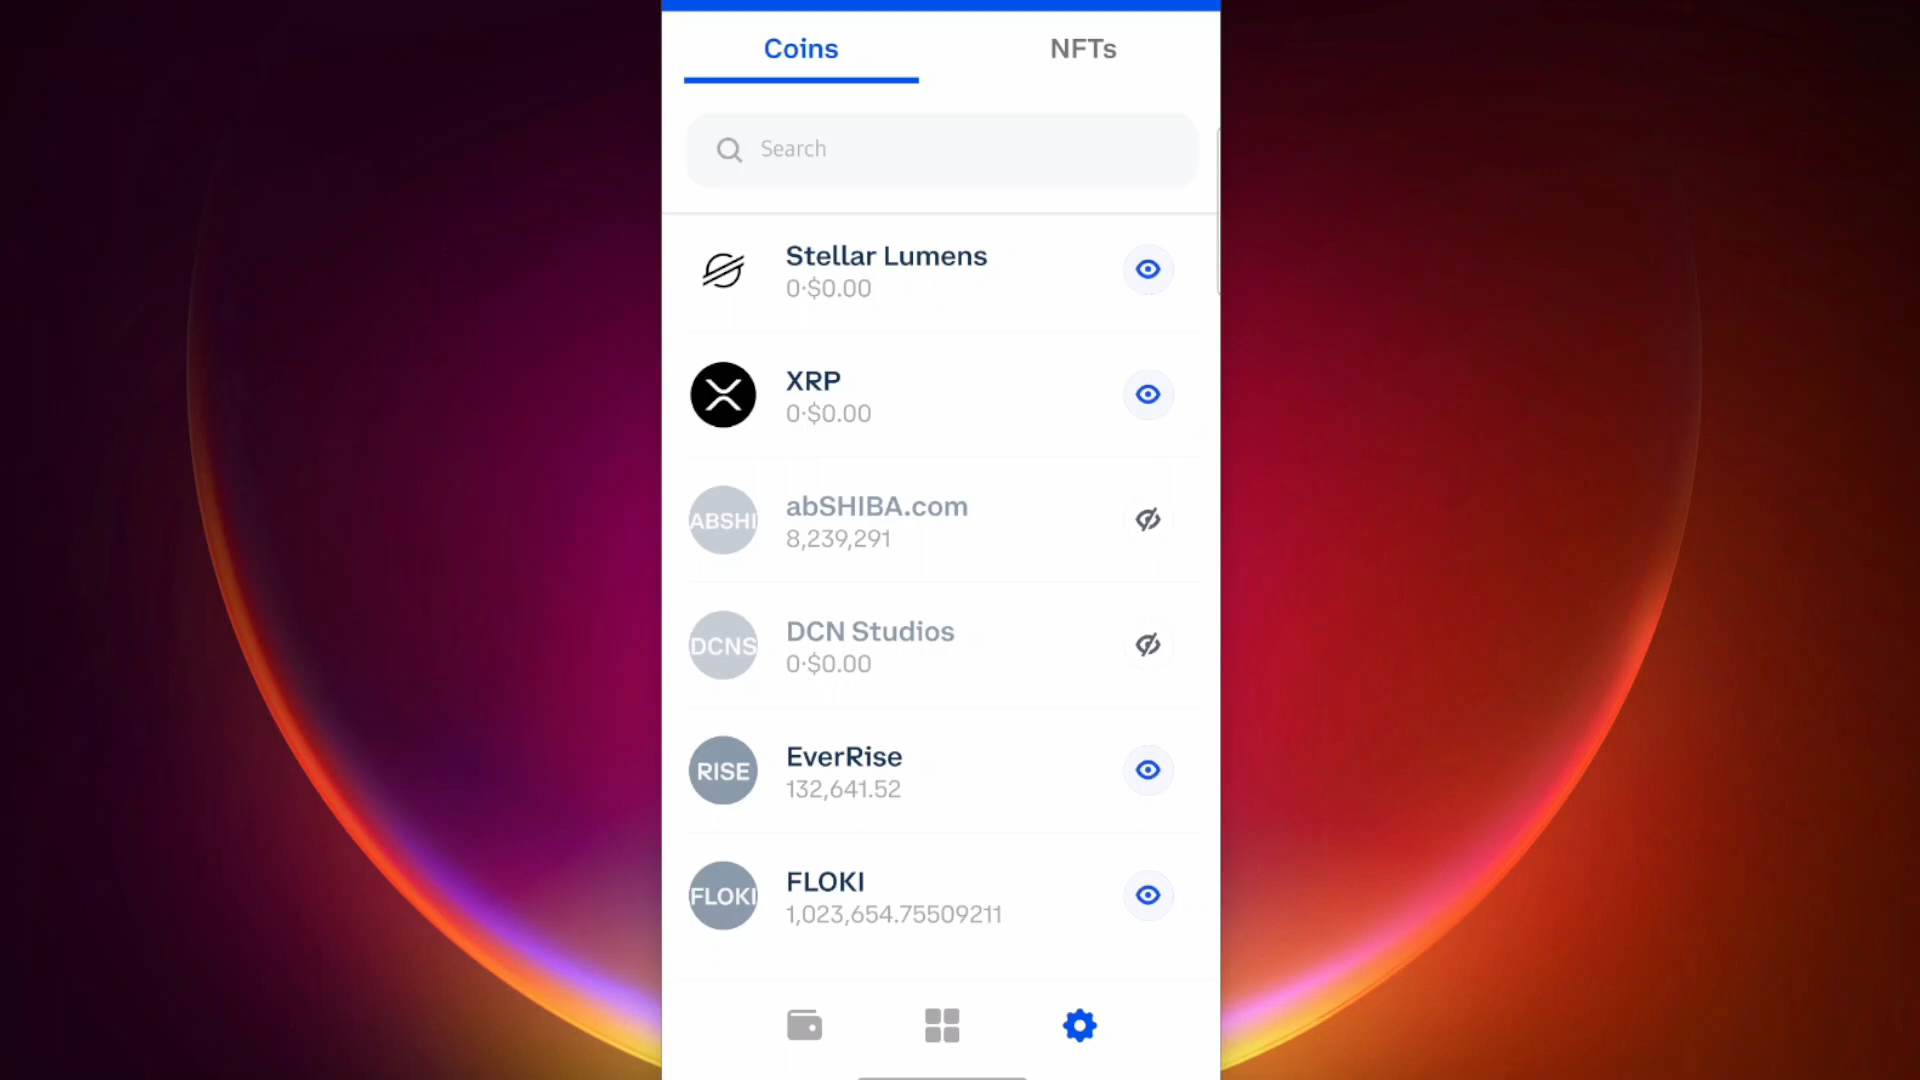 Coins
NFTs
Search
Stellar Lumens
0·$0.00
XRP
0·$0.00
ABSHI
abSHIBA.com
8,239,291
DCNS
DCN Studios
0·$0.00
RISE
EverRise
132,641.52
FLOKI
FLOKI
1,023,654.75509211